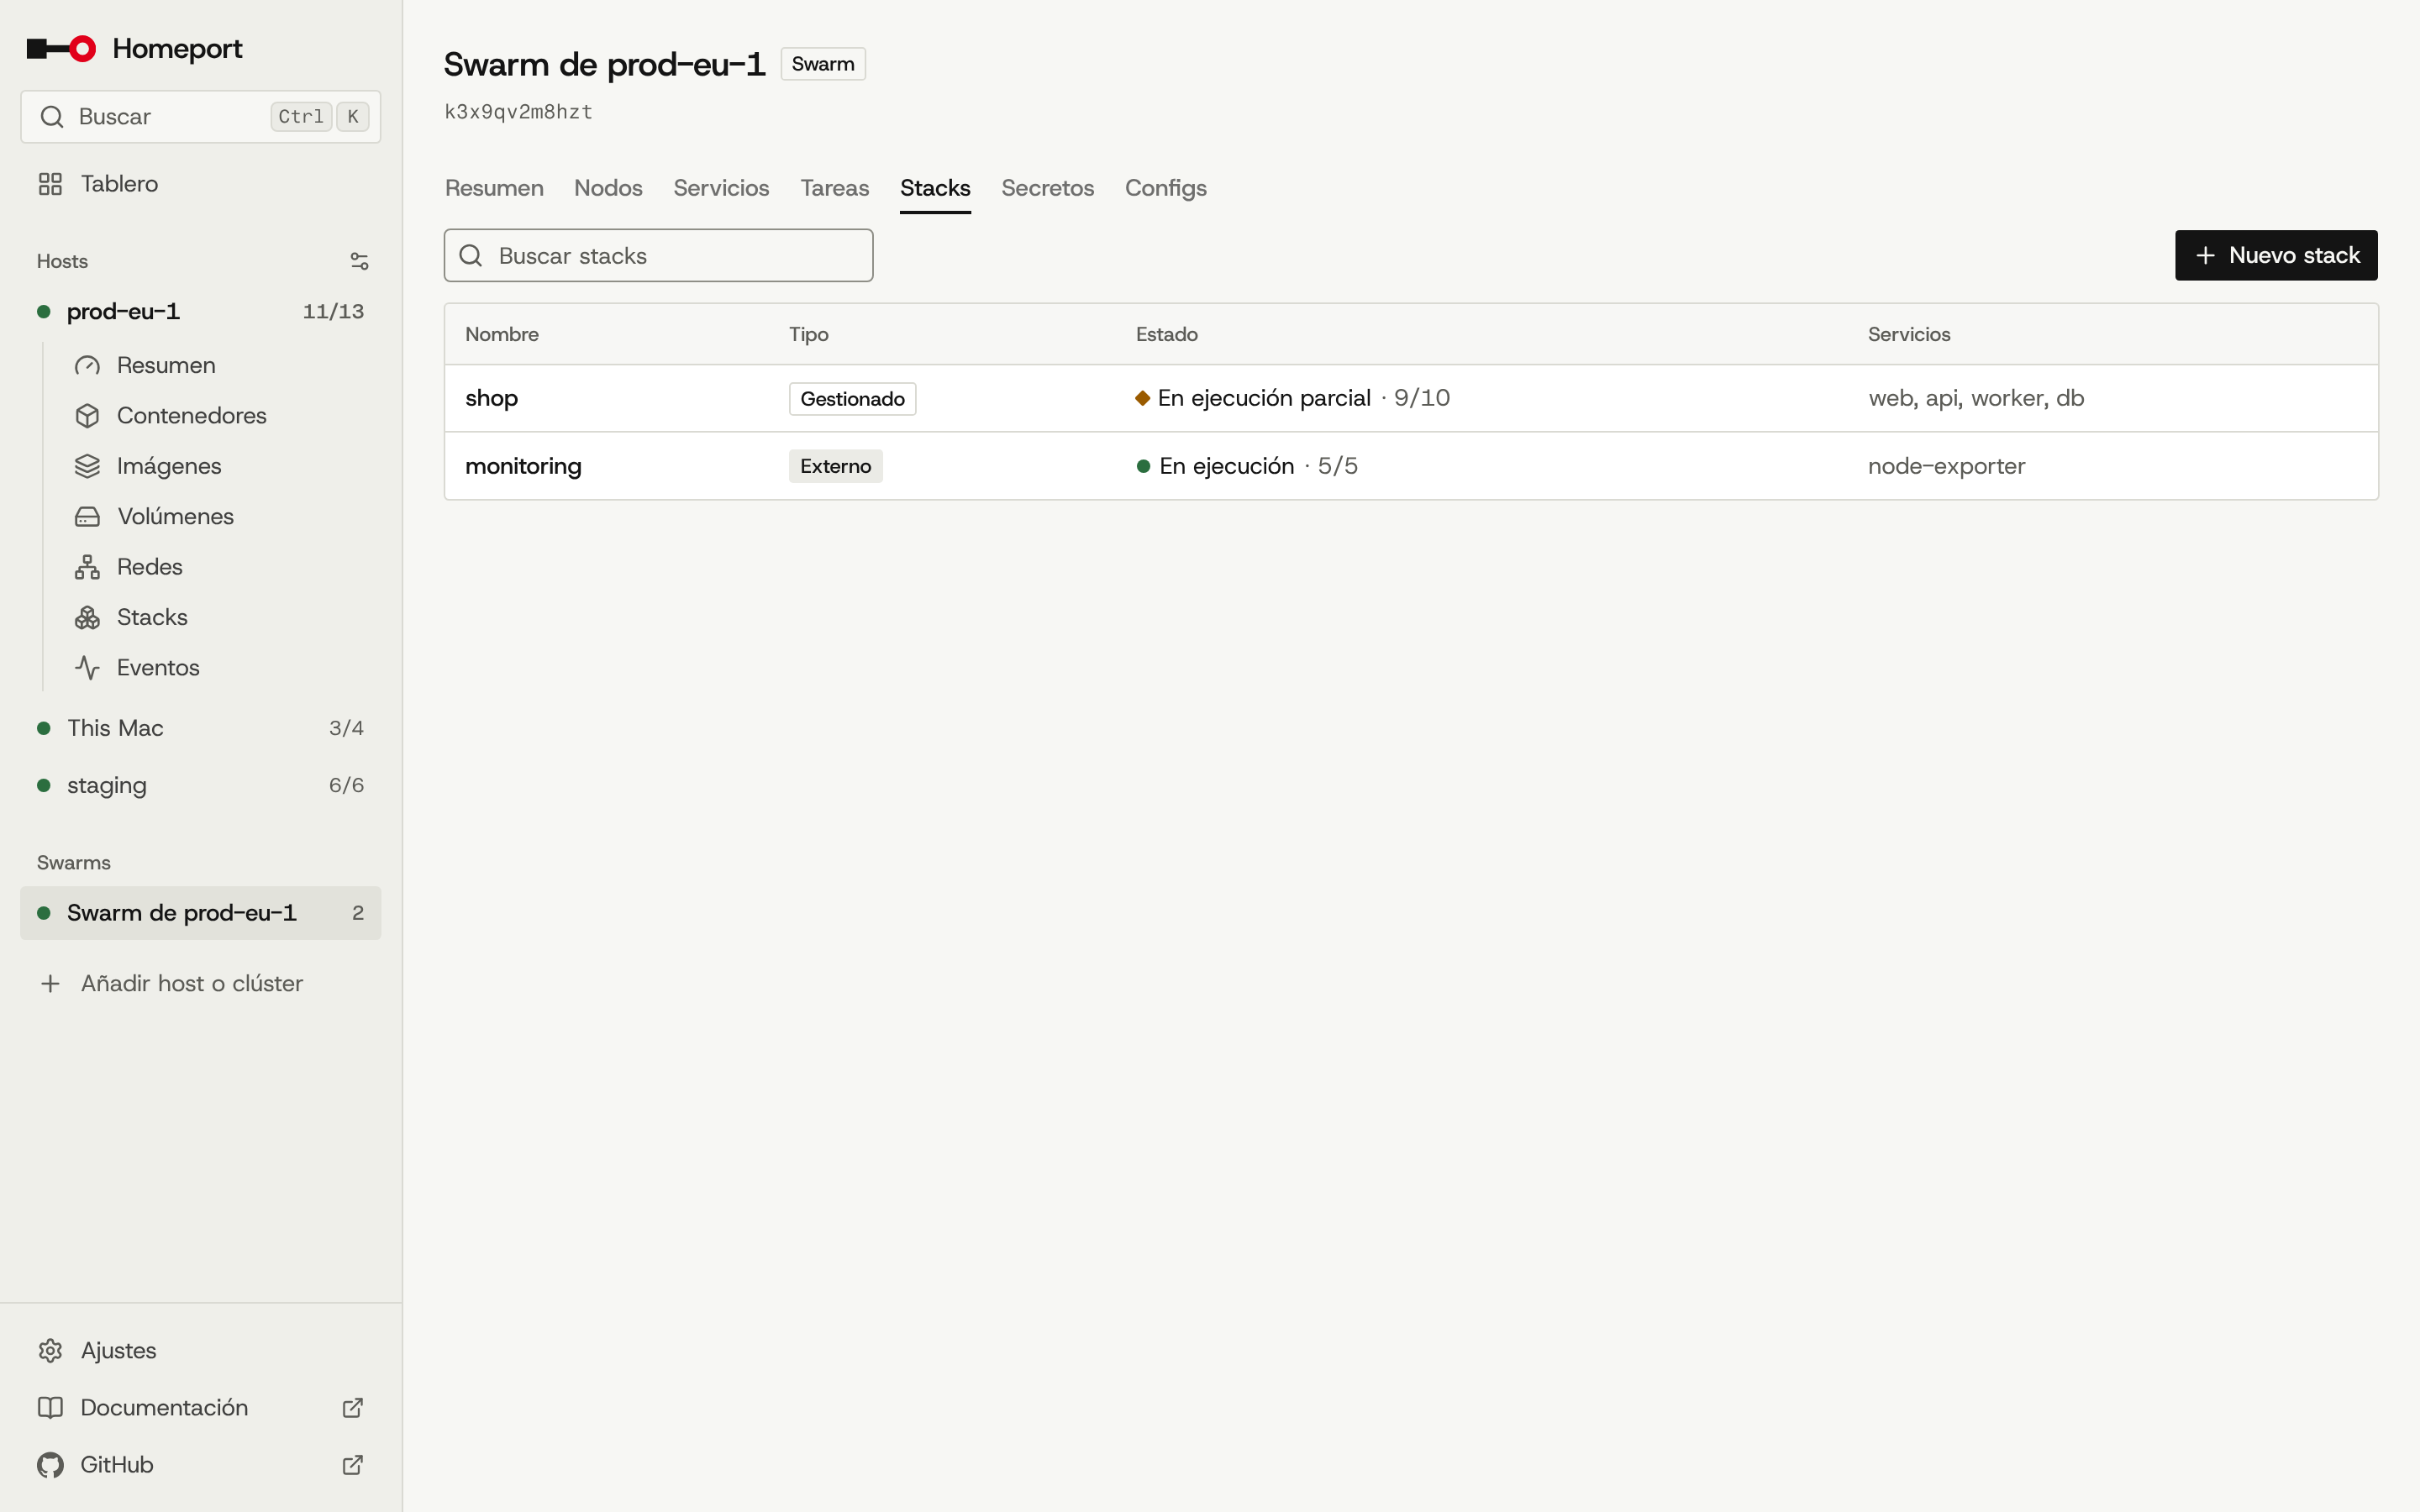 Homeport
Buscar Ctrl K
Tablero
Hosts
prod-eu-1 11/13
Resumen
Contenedores
Imágenes
Volúmenes
Redes
Stacks
Eventos
This Mac 3/4
staging 6/6
Swarms
Swarm de prod-eu-1 2
Añadir host o clúster
Ajustes
Documentación
GitHub
Swarm de prod-eu-1 Swarm
k3x9qv2m8hzt
Resumen Nodos Servicios Tareas Stacks Secretos Configs
Buscar stacks Nuevo stack
Nombre Tipo Estado Servicios
shop Gestionado En ejecución parcial · 9/10 web, api, worker, db
monitoring Externo En ejecución · 5/5 node-exporter